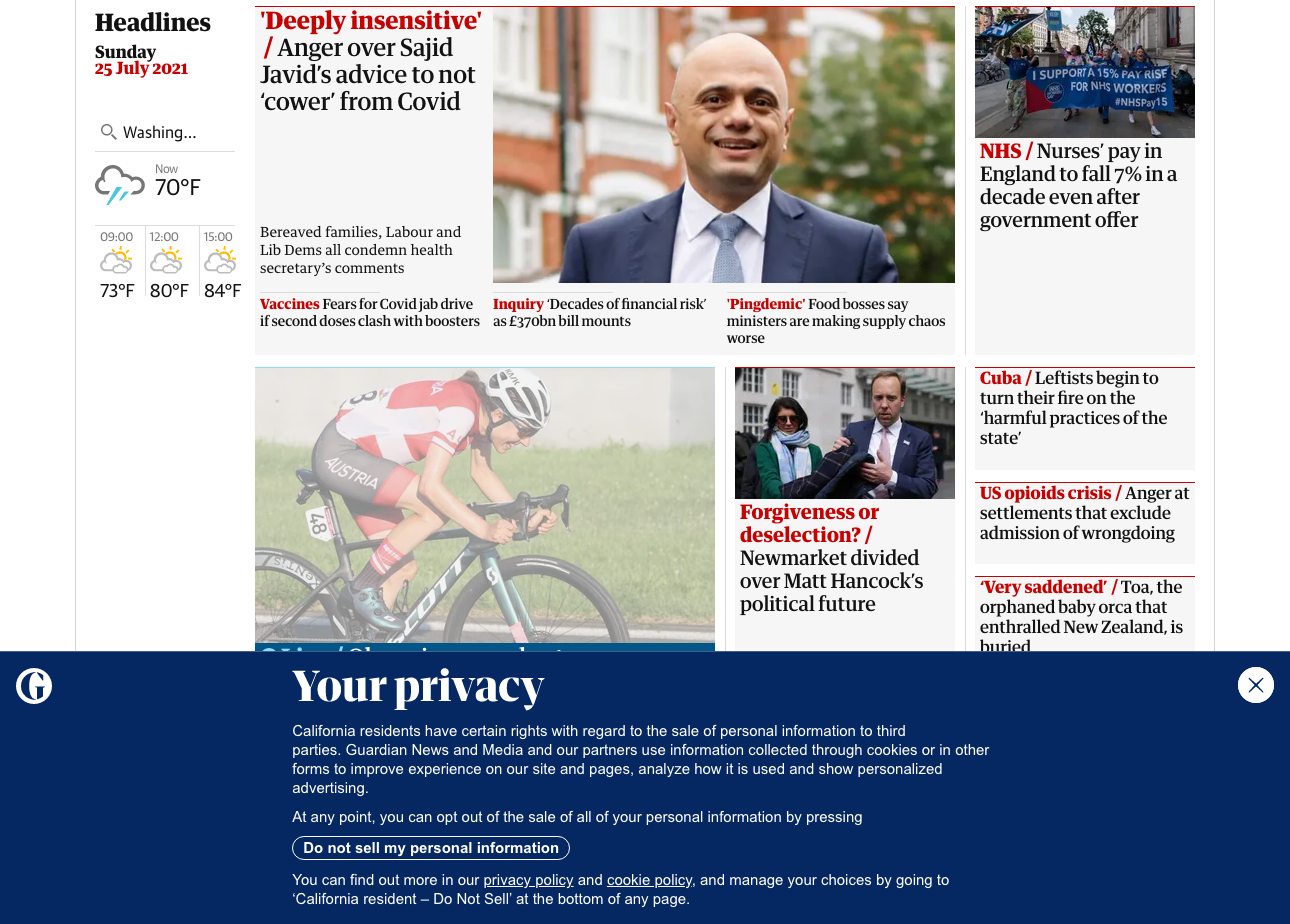 Headlines
Sunday
25 July 2021
Washing...
Now
70°F
09:00
12:00
15:00
73°F
80°F
84°F
'Deeply insensitive'
/ Anger over Sajid
Javid’s advice to not
‘cower’ from Covid
Bereaved families, Labour and
Lib Dems all condemn health
secretary’s comments
Vaccines Fears for Covid jab drive
if second doses clash with boosters
Inquiry ‘Decades of financial risk’
as £370bn bill mounts
'Pingdemic' Food bosses say
ministers are making supply chaos
worse
I SUPPORT A 15% PAY RISE
FOR NHS WORKERS
#NHSPay15
NHS / Nurses’ pay in
England to fall 7% in a
decade even after
government offer
AUSTRIA
48
SCOTT
Forgiveness or
deselection? /
Newmarket divided
over Matt Hancock’s
political future
Cuba / Leftists begin to
turn their fire on the
‘harmful practices of the
state’
US opioids crisis / Anger at
settlements that exclude
admission of wrongdoing
‘Very saddened’ / Toa, the
orphaned baby orca that
enthralled New Zealand, is
buried
Your privacy
California residents have certain rights with regard to the sale of personal information to third
parties. Guardian News and Media and our partners use information collected through cookies or in other
forms to improve experience on our site and pages, analyze how it is used and show personalized
advertising.
At any point, you can opt out of the sale of all of your personal information by pressing
Do not sell my personal information
You can find out more in our privacy policy and cookie policy, and manage your choices by going to
‘California resident – Do Not Sell’ at the bottom of any page.